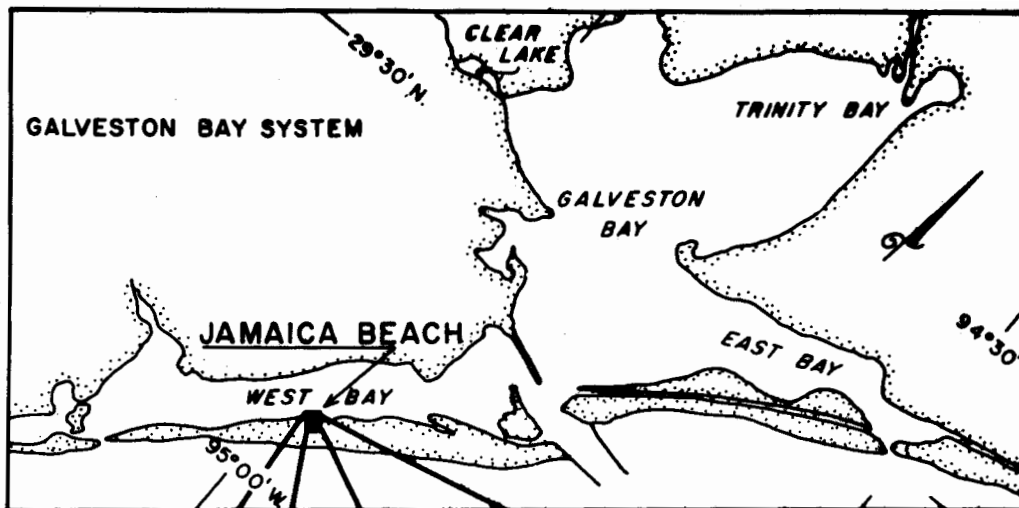 CLEAR
LAKE
29°30' N.
GALVESTON BAY SYSTEM
TRINITY BAY
GALVESTON
BAY
JAMAICA BEACH
94°30'
EAST BAY
WEST BAY
95°00' W.